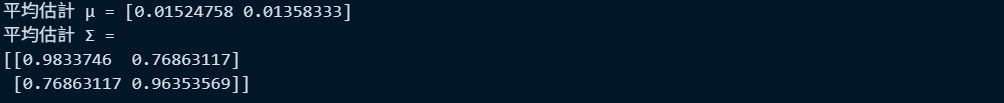 平均估計 μ = [0.01524758 0.01358333]
平均估計 Σ =
[[0.9833746  0.76863117]
 [0.76863117 0.96353569]]